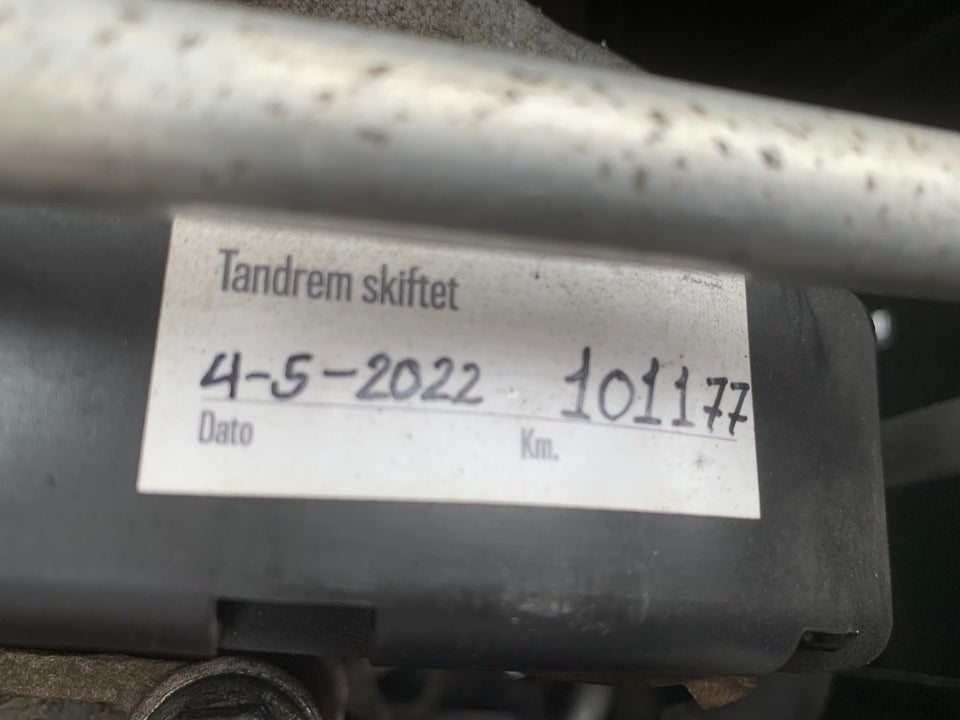 Tandrem skiftet
4-5-2022 101177
Dato Km.